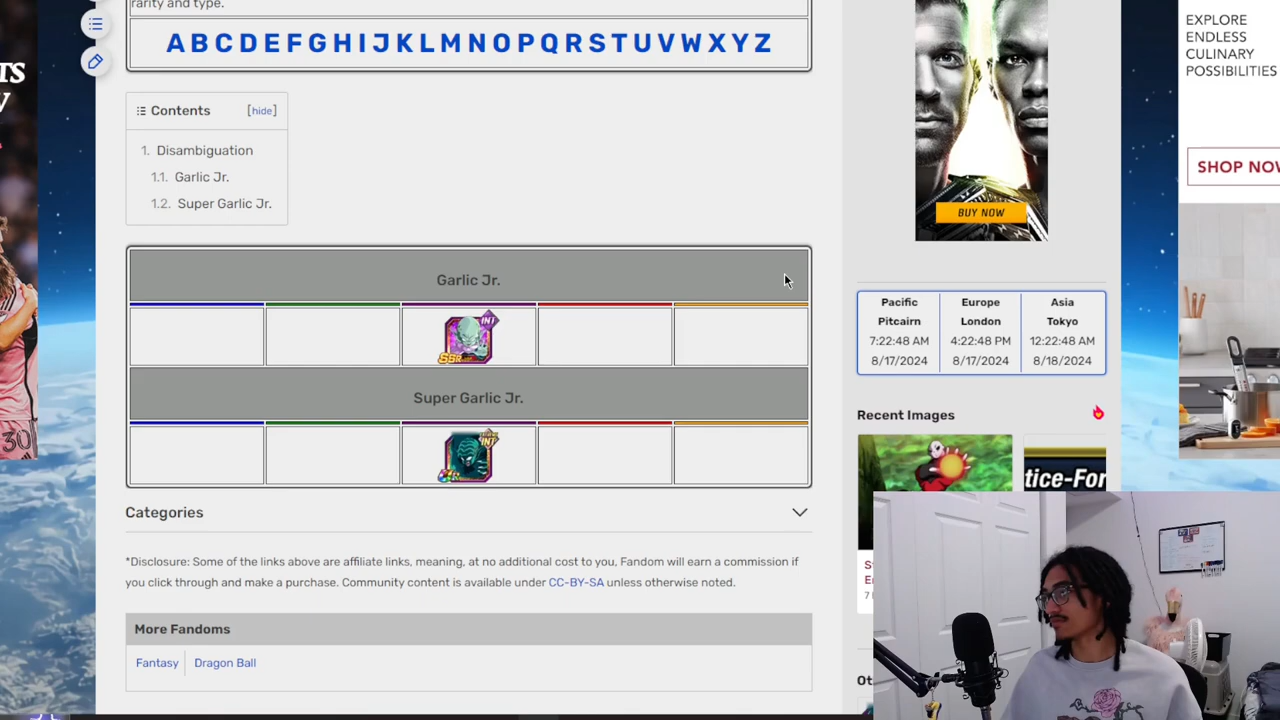 rarity and type.
A B C D E F G H I J K L M N O P Q R S T U V W X Y Z
Contents [hide]
1. Disambiguation
1.1. Garlic Jr.
1.2. Super Garlic Jr.
Garlic Jr.
INT
SSR
Super Garlic Jr.
INT
Categories
*Disclosure: Some of the links above are affiliate links, meaning, at no additional cost to you, Fandom will earn a commission if
you click through and make a purchase. Community content is available under CC-BY-SA unless otherwise noted.
More Fandoms
Fantasy Dragon Ball
BUY NOW
Pacific Europe Asia
Pitcairn London Tokyo
7:22:48 AM 4:22:48 PM 12:22:48 AM
8/17/2024 8/17/2024 8/18/2024
Recent Images
tice-For
EXPLORE
ENDLESS
CULINARY
POSSIBILITIES
SHOP NOW
30